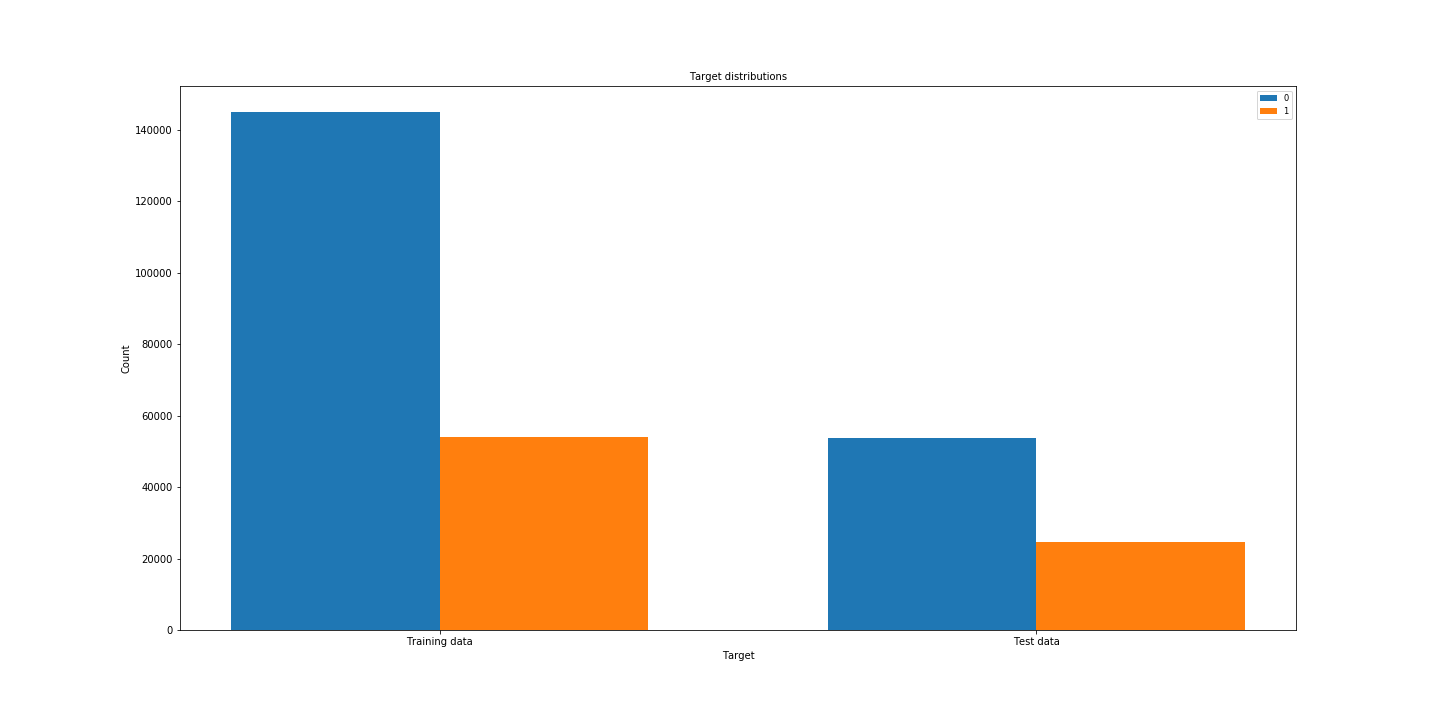 Target distributions
0
1
140000
120000
100000
80000
60000
40000
20000
0
Count
Training data
Test data
Target